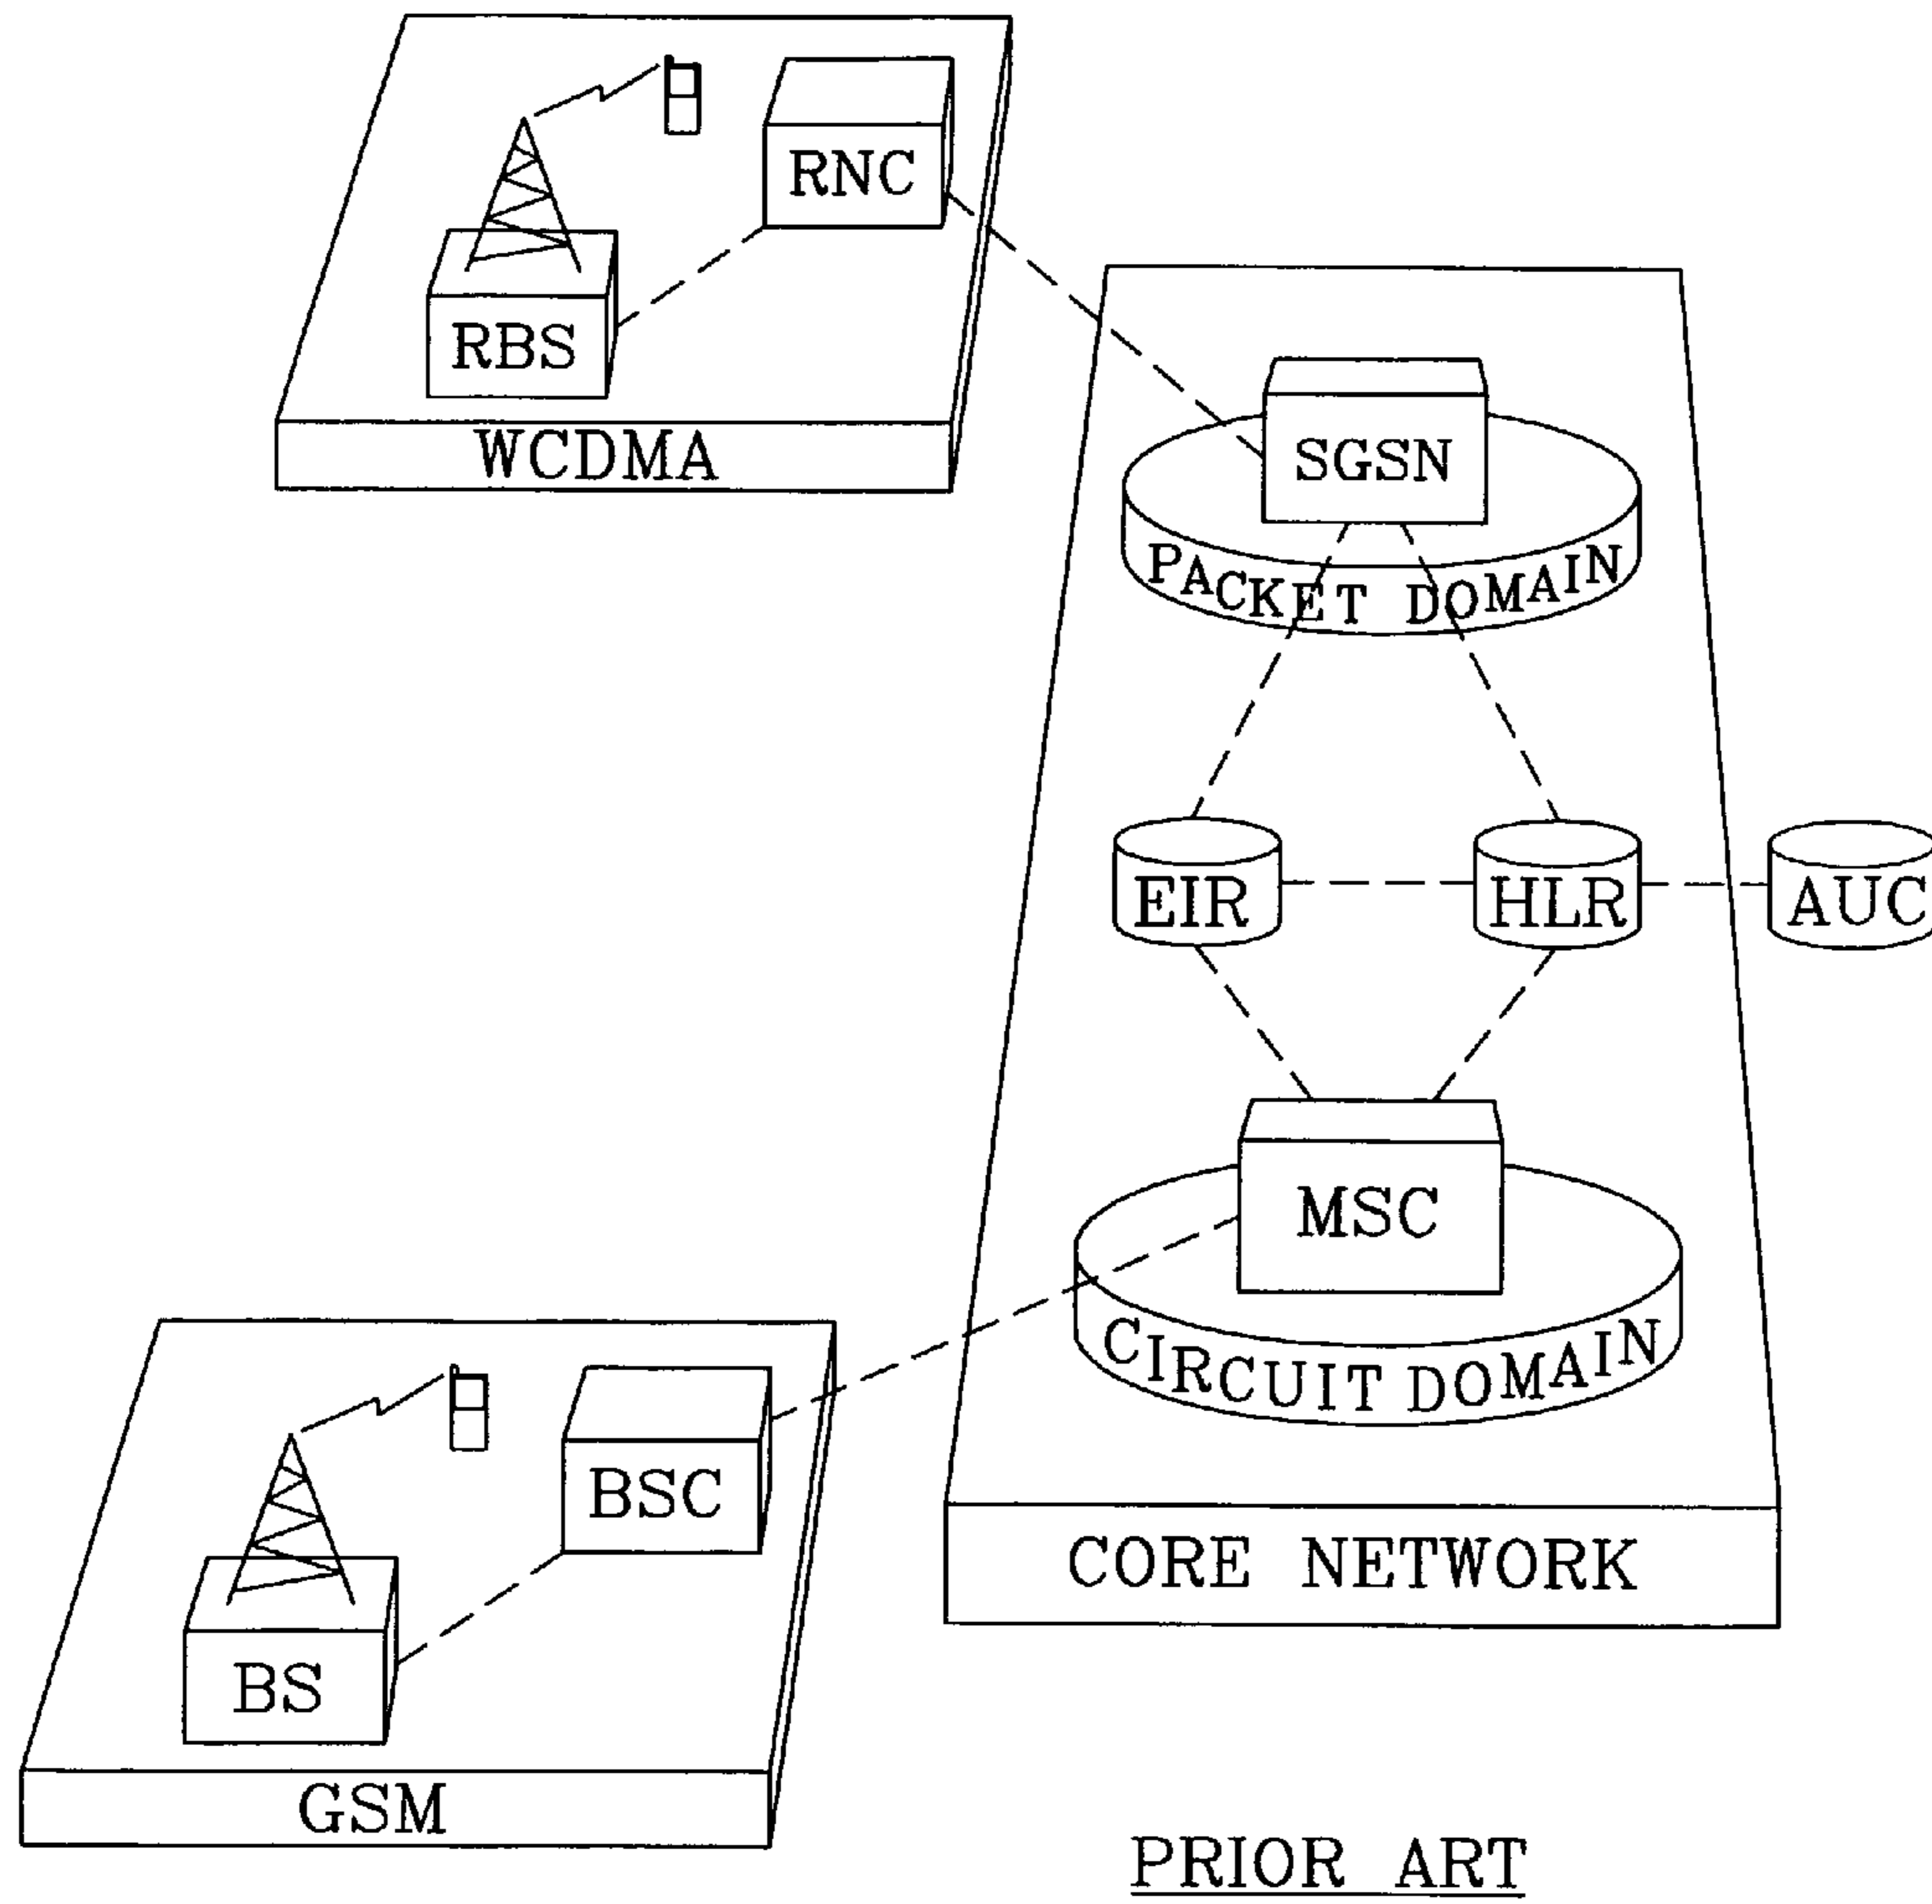 RNC
RBS
WCDMA
SGSN
PACKET DOMAIN
EIR
HLR
AUC
MSC
CIRCUIT DOMAIN
BSC
CORE NETWORK
BS
GSM
PRIOR ART